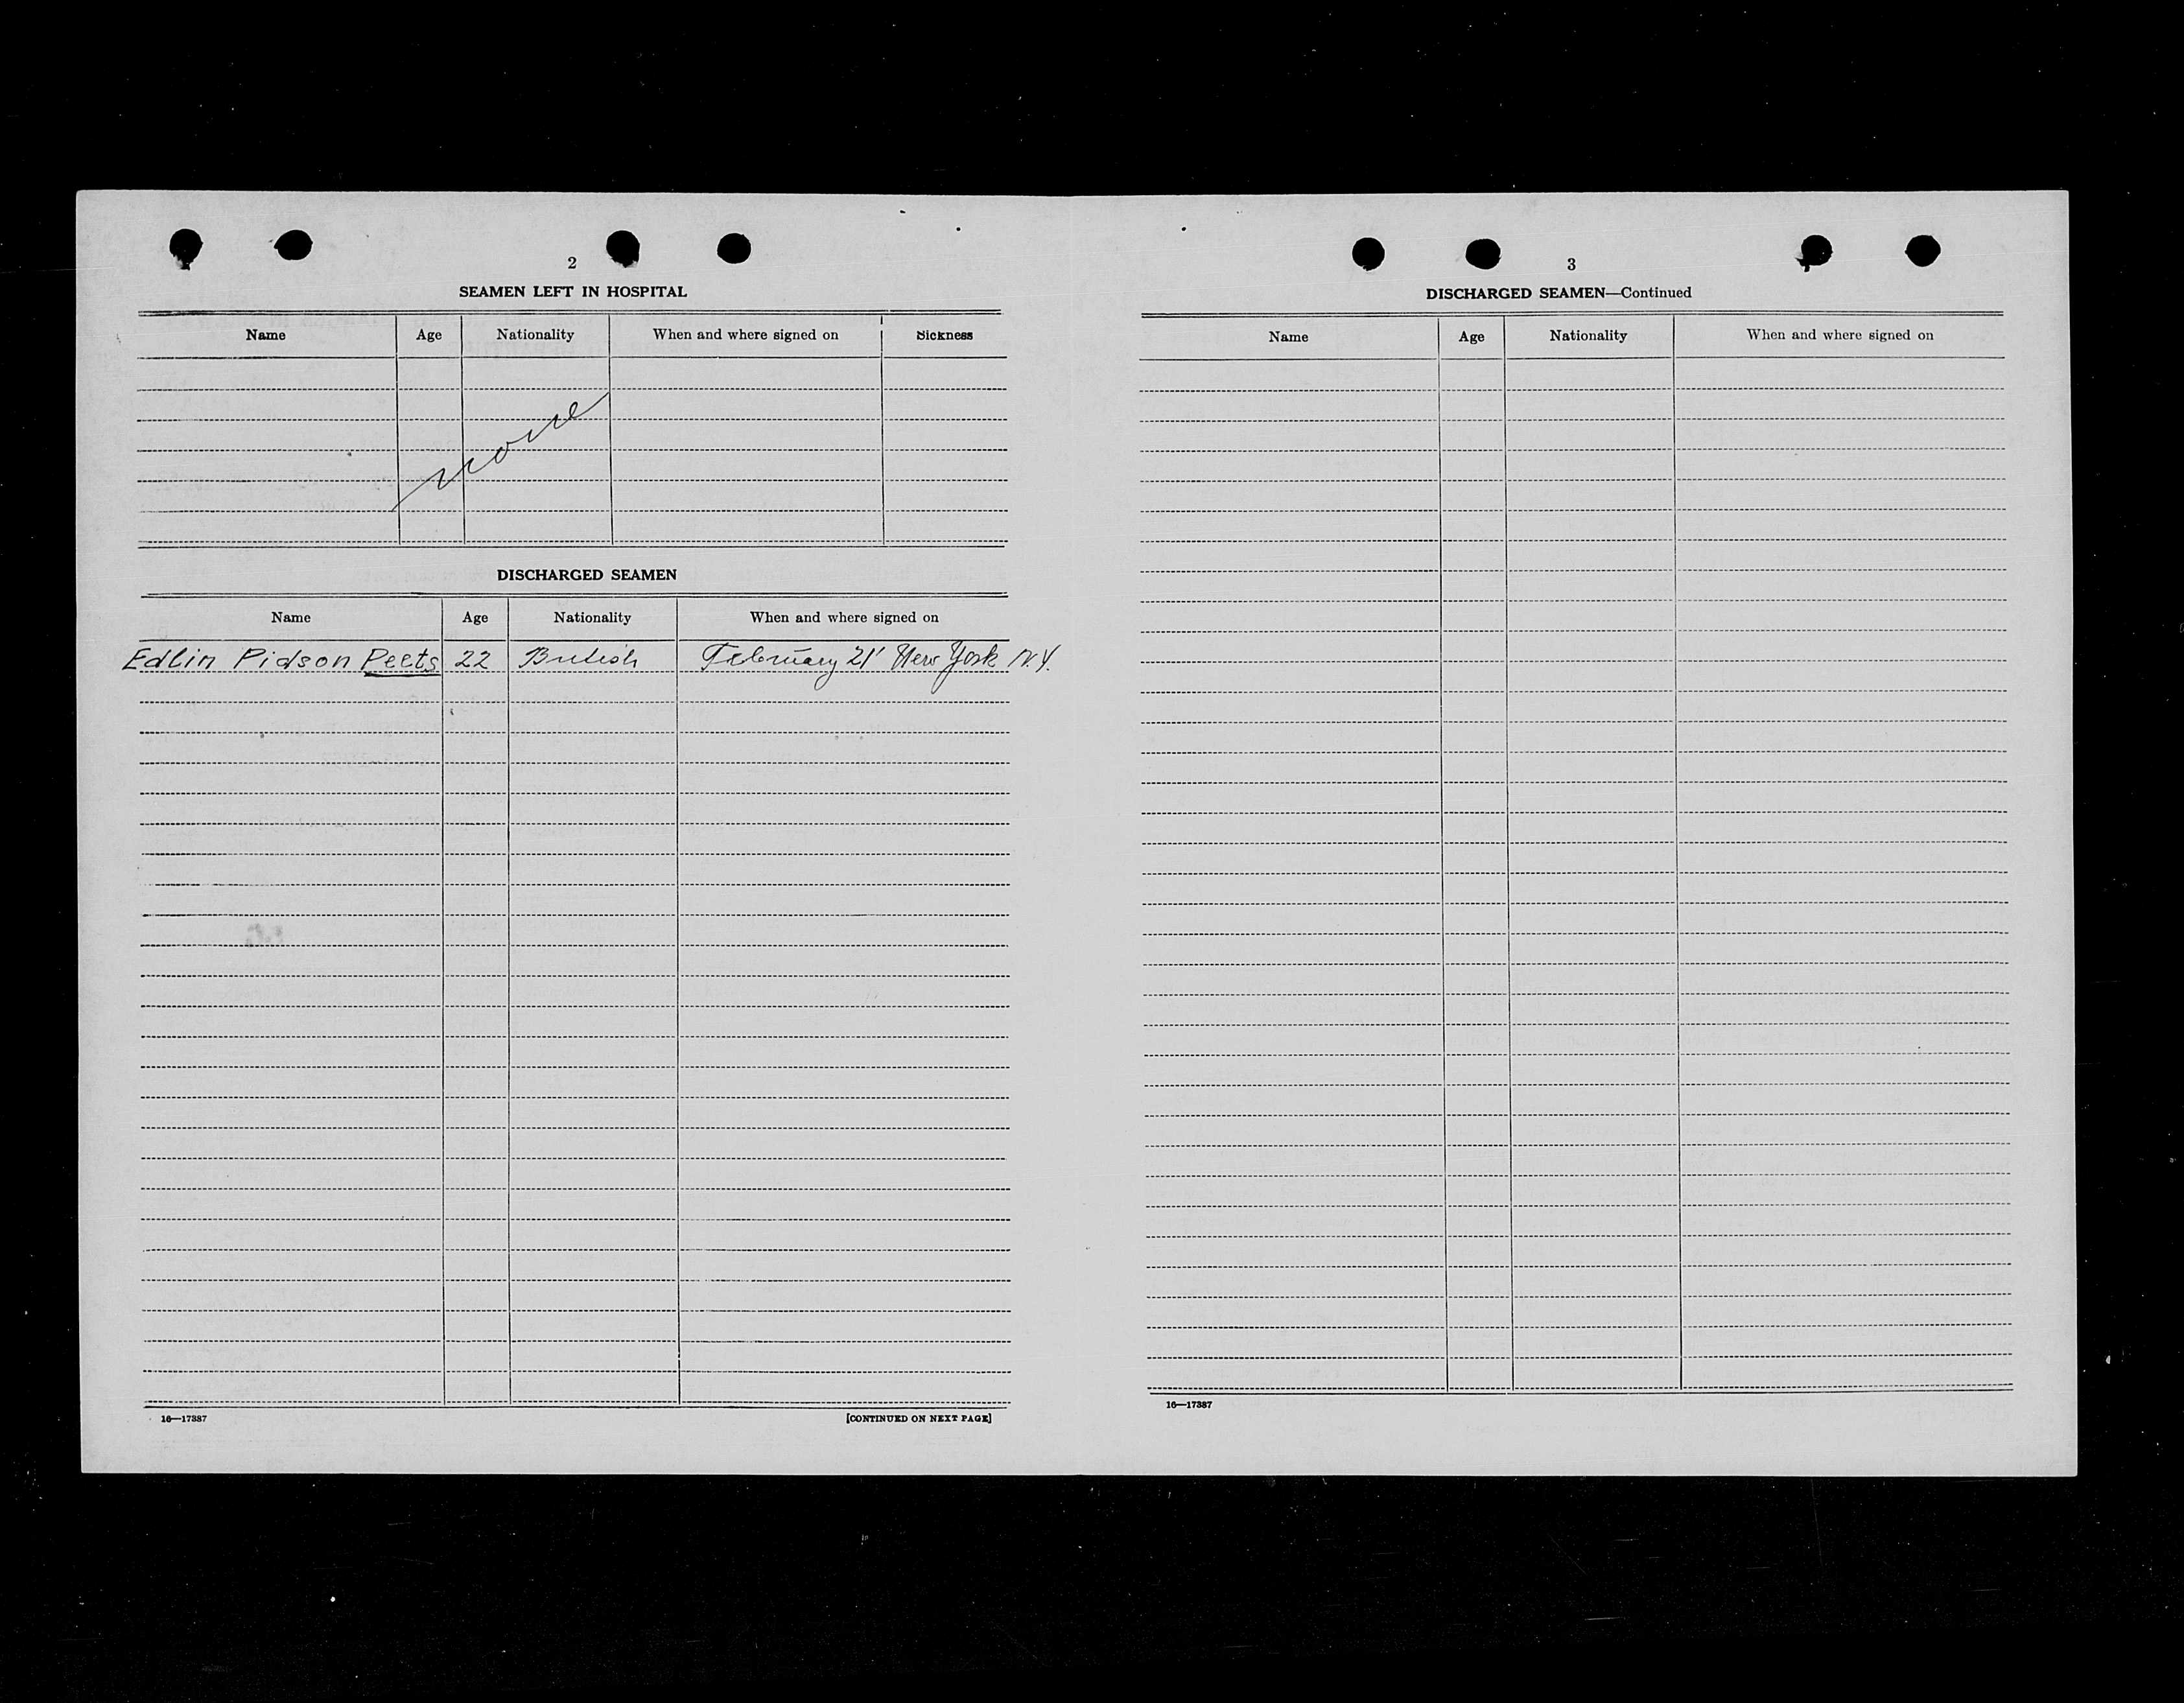 2
SEAMEN LEFT IN HOSPITAL
Name Age Nationality When and where signed on Sickness
none
DISCHARGED SEAMEN
Name Age Nationality When and where signed on
Edlin Pidson Peets 22 British February 21' New York N.Y.
16—17387 [CONTINUED ON NEXT PAGE]
3
DISCHARGED SEAMEN—Continued
Name Age Nationality When and where signed on
16—17387